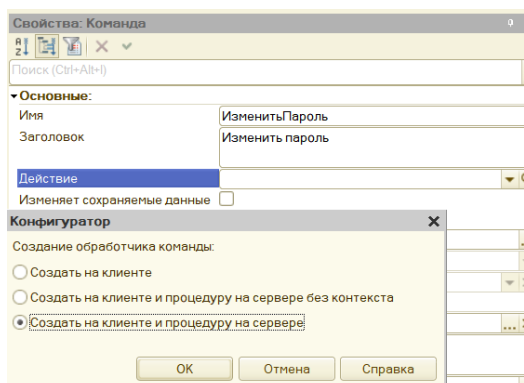 Свойства: Команда
Поиск (Ctrl+Alt+I)
Основные:
Имя
ИзменитьПароль
Заголовок
Изменить пароль
Действие
Изменяет сохраняемые данные
Конфигуратор
Создание обработчика команды:
Создать на клиенте
Создать на клиенте и процедуру на сервере без контекста
Создать на клиенте и процедуру на сервере
OK
Отмена
Справка